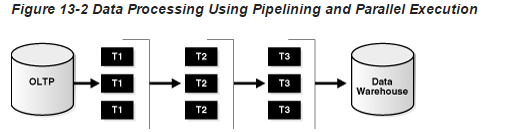 Figure 13-2 Data Processing Using Pipelining and Parallel Execution
T1 T2 T3
OLTP T1 T2 T3 Data
Warehouse
T1 T2 T3